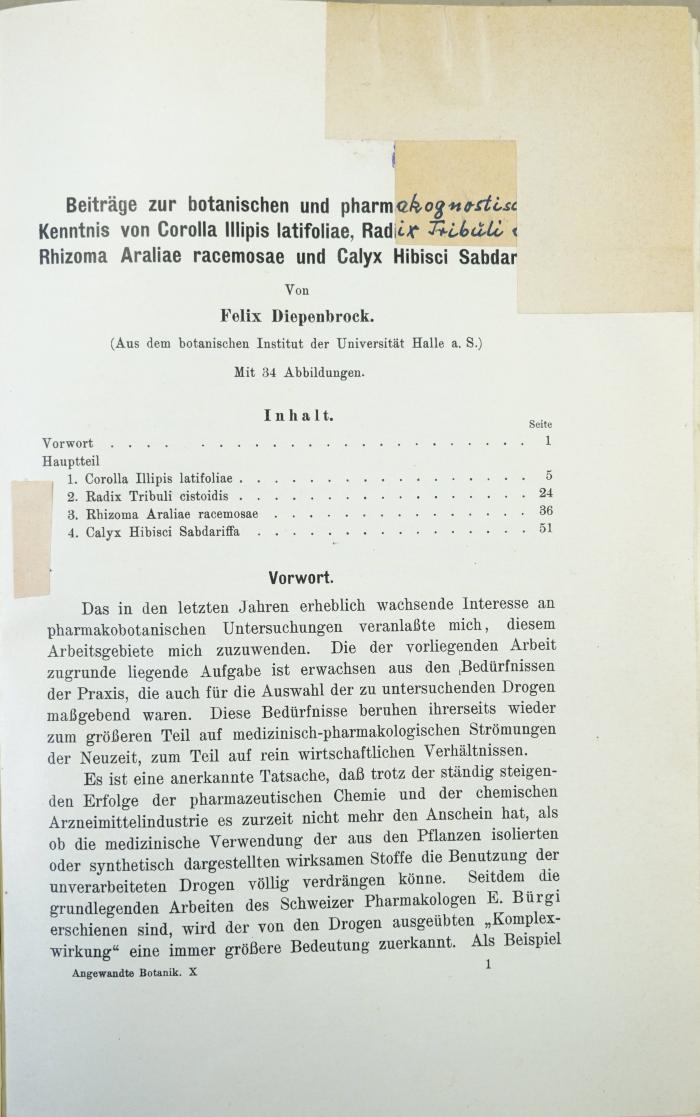 Beiträge zur botanischen und pharmakognostisc
Kenntnis von Corolla Illipis latifoliae, Radix Tribuli
Rhizoma Araliae racemosae und Calyx Hibisci Sabdar
Von
Felix Diepenbrock.
(Aus dem botanischen Institut der Universität Halle a. S.)
Mit 34 Abbildungen.
Inhalt.
Seite
Vorwort . . . . . . . . . . . . . . . . . . . . . . . 1
Hauptteil
1. Corolla Illipis latifoliae . . . . . . . . . . . . . . . . . 5
2. Radix Tribuli cistoidis . . . . . . . . . . . . . . . . . 24
3. Rhizoma Araliae racemosae . . . . . . . . . . . . . . . 36
4. Calyx Hibisci Sabdariffa . . . . . . . . . . . . . . . . 51
Vorwort.
Das in den letzten Jahren erheblich wachsende Interesse an
pharmakobotanischen Untersuchungen veranlaßte mich, diesem
Arbeitsgebiete mich zuzuwenden. Die der vorliegenden Arbeit
zugrunde liegende Aufgabe ist erwachsen aus den Bedürfnissen
der Praxis, die auch für die Auswahl der zu untersuchenden Drogen
maßgebend waren. Diese Bedürfnisse beruhen ihrerseits wieder
zum größeren Teil auf medizinisch-pharmakologischen Strömungen
der Neuzeit, zum Teil auf rein wirtschaftlichen Verhältnissen.
Es ist eine anerkannte Tatsache, daß trotz der ständig steigen-
den Erfolge der pharmazeutischen Chemie und der chemischen
Arzneimittelindustrie es zurzeit nicht mehr den Anschein hat, als
ob die medizinische Verwendung der aus den Pflanzen isolierten
oder synthetisch dargestellten wirksamen Stoffe die Benutzung der
unverarbeiteten Drogen völlig verdrängen könne. Seitdem die
grundlegenden Arbeiten des Schweizer Pharmakologen E. Bürgi
erschienen sind, wird der von den Drogen ausgeübten „Komplex-
wirkung“ eine immer größere Bedeutung zuerkannt. Als Beispiel
Angewandte Botanik. X
1